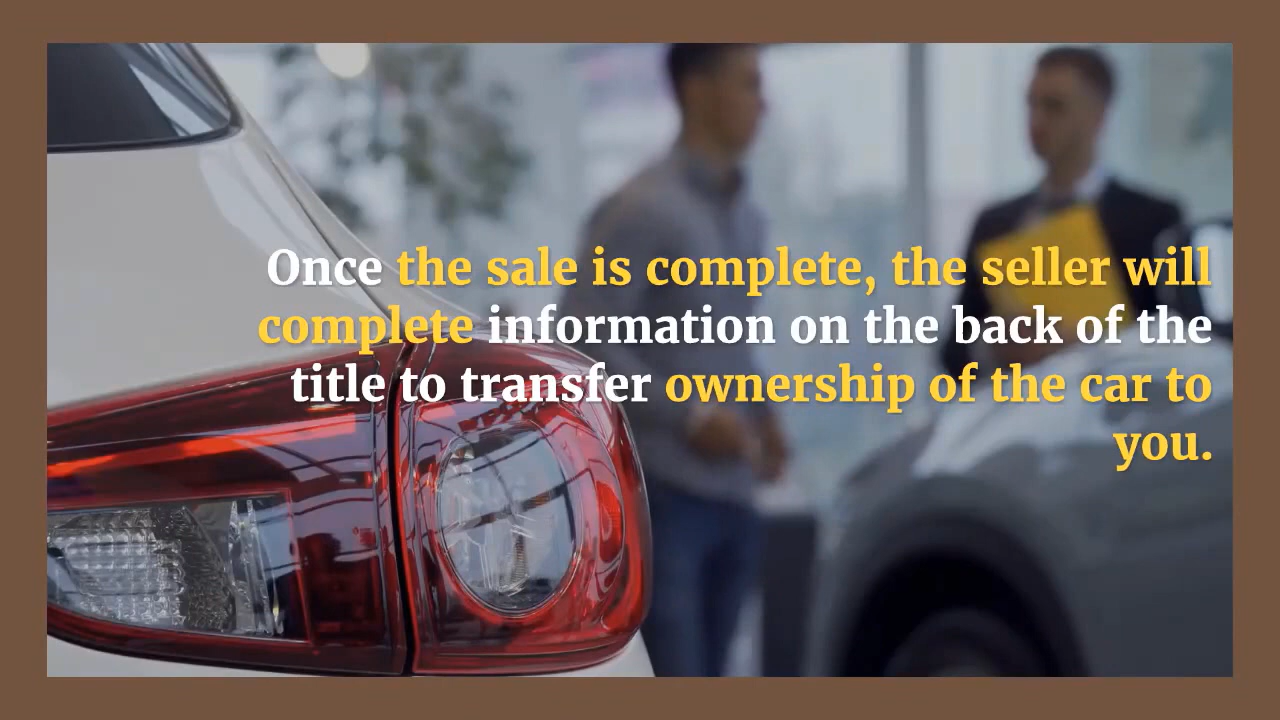 Once the sale is complete, the seller will
complete information on the back of the
title to transfer ownership of the car to
you.